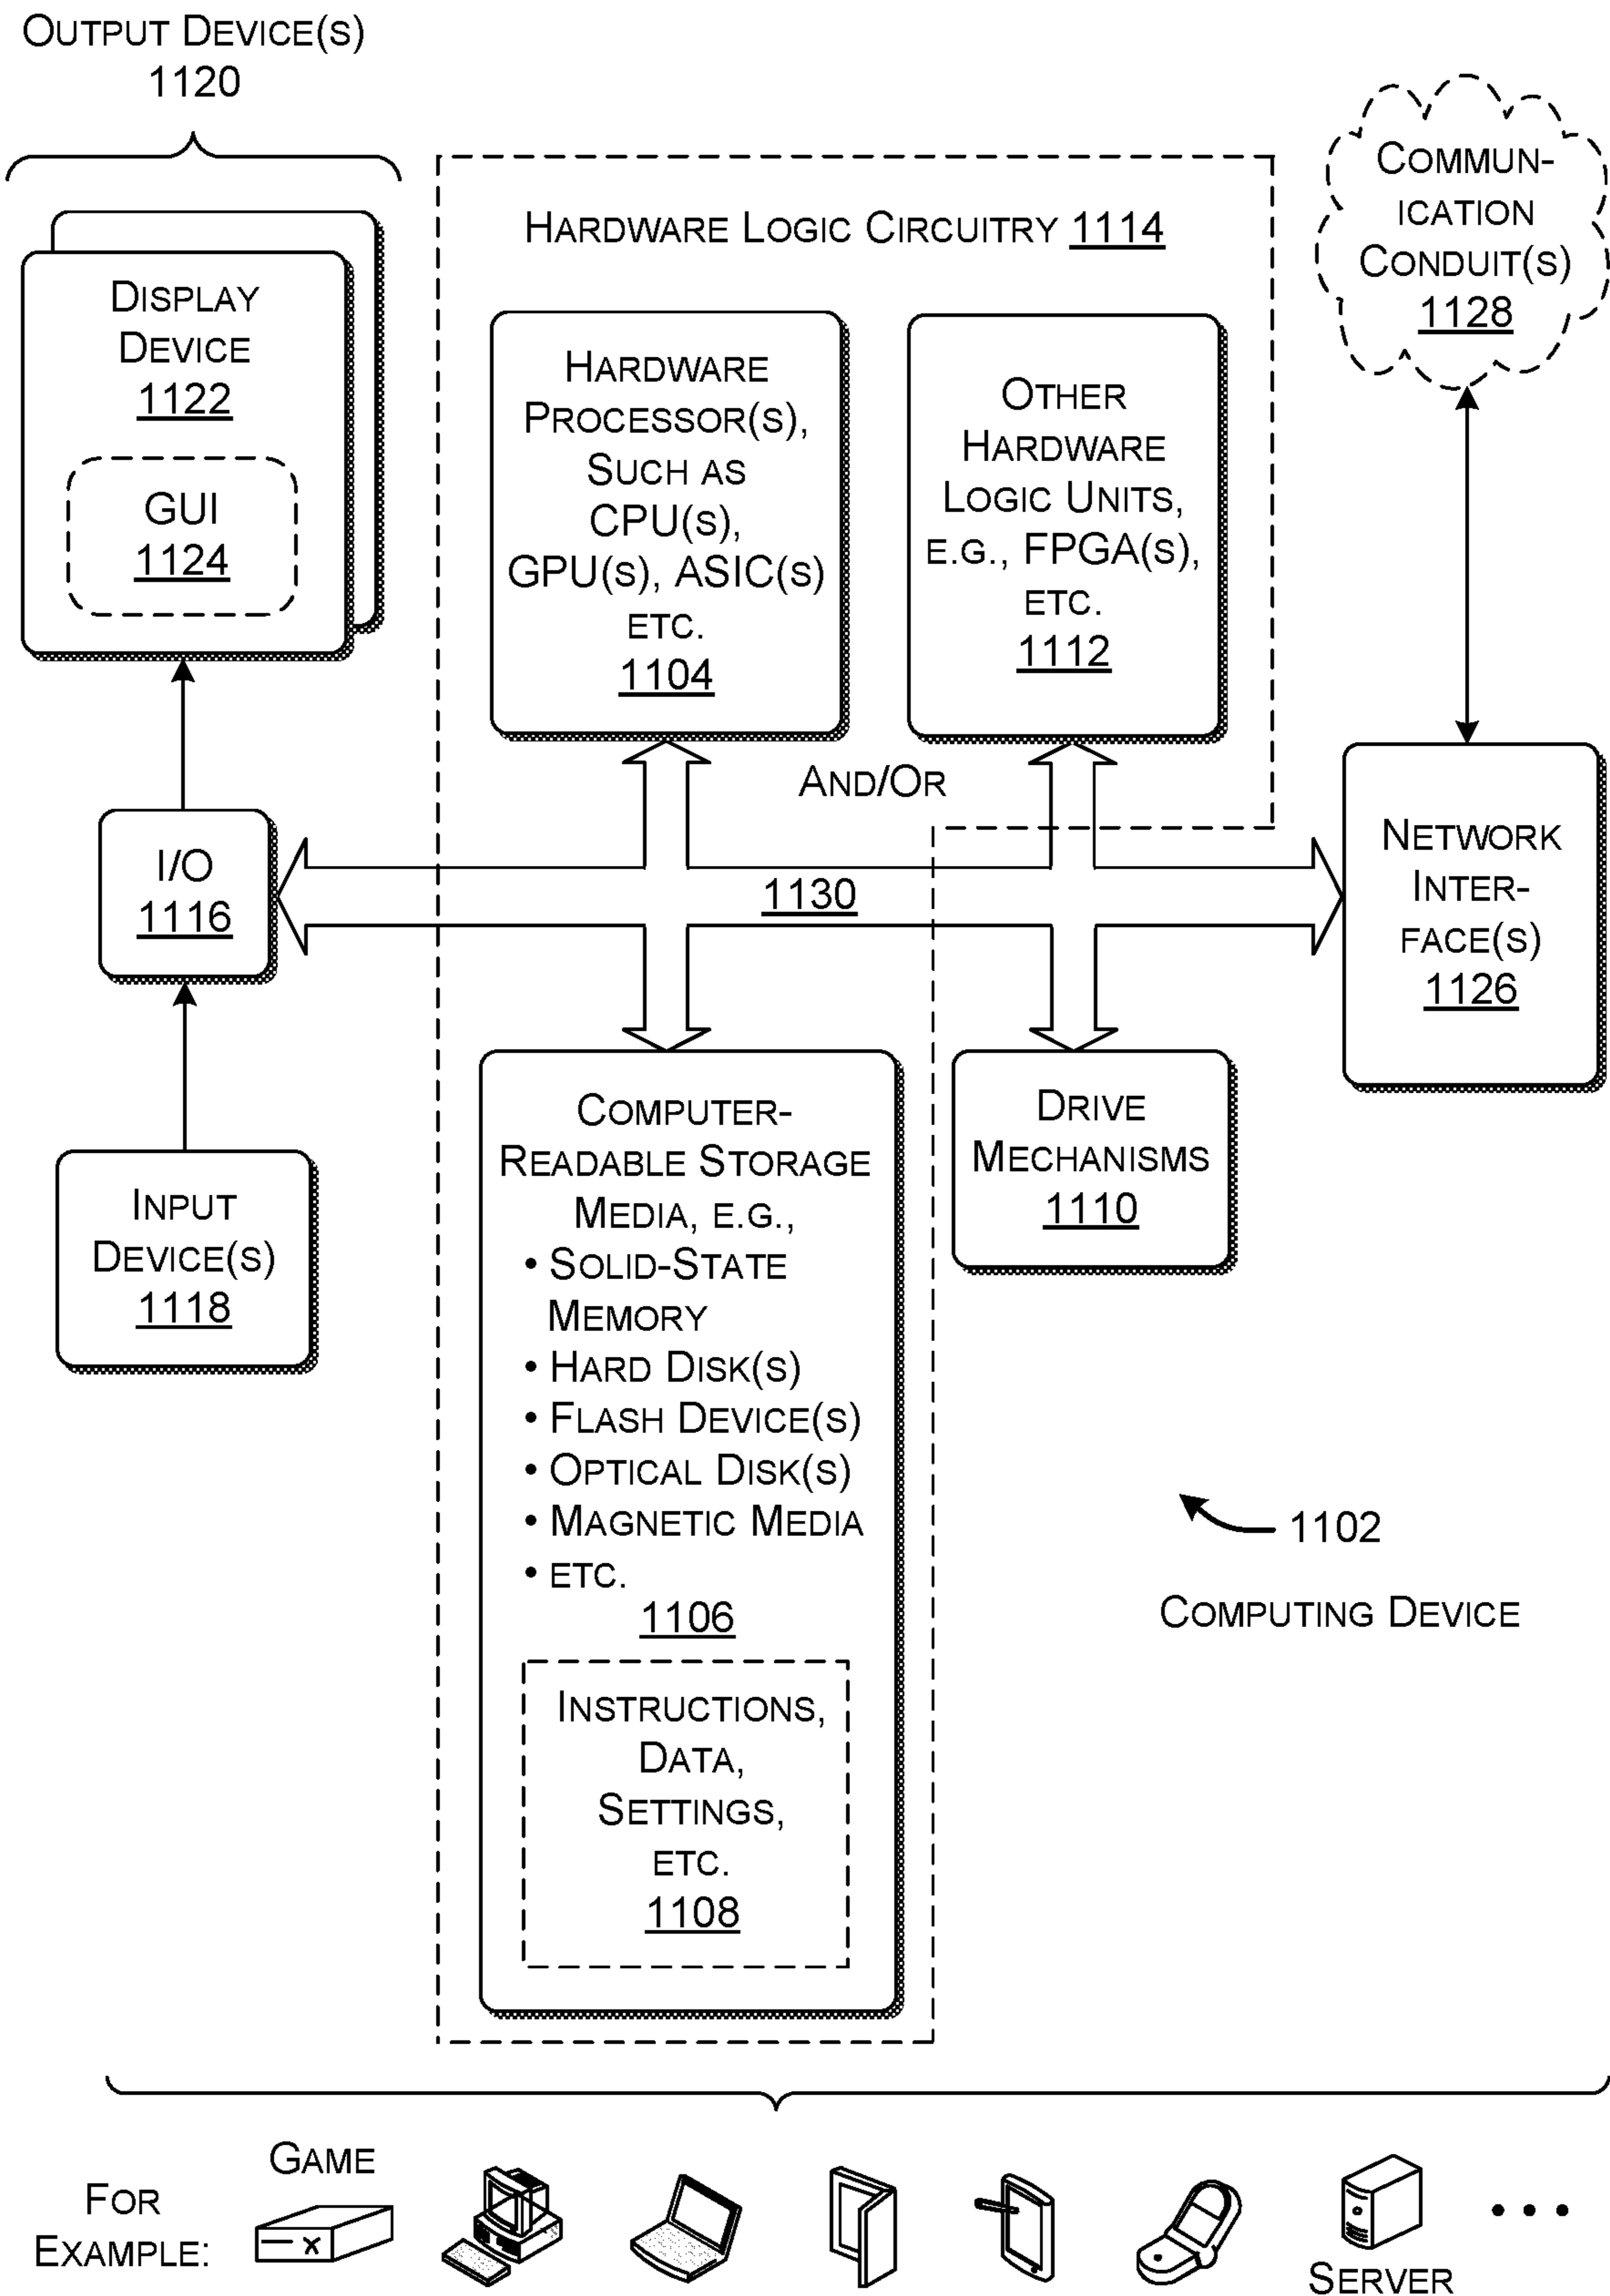 OUTPUT DEVICE(S)
1120
DISPLAY
DEVICE
1122
GUI
1124
I/O
1116
INPUT
DEVICE(S)
1118
HARDWARE LOGIC CIRCUITRY 1114
HARDWARE
PROCESSOR(S),
SUCH AS
CPU(S),
GPU(S), ASIC(S)
ETC.
1104
OTHER
HARDWARE
LOGIC UNITS,
E.G., FPGA(S),
ETC.
1112
AND/OR
1130
COMPUTER-
READABLE STORAGE
MEDIA, E.G.,
• SOLID-STATE
MEMORY
• HARD DISK(S)
• FLASH DEVICE(S)
• OPTICAL DISK(S)
• MAGNETIC MEDIA
• ETC.
1106
INSTRUCTIONS,
DATA,
SETTINGS,
ETC.
1108
DRIVE
MECHANISMS
1110
COMMUN-
ICATION
CONDUIT(S)
1128
NETWORK
INTER-
FACE(S)
1126
1102
COMPUTING DEVICE
FOR
EXAMPLE:
GAME
X
SERVER
• • •